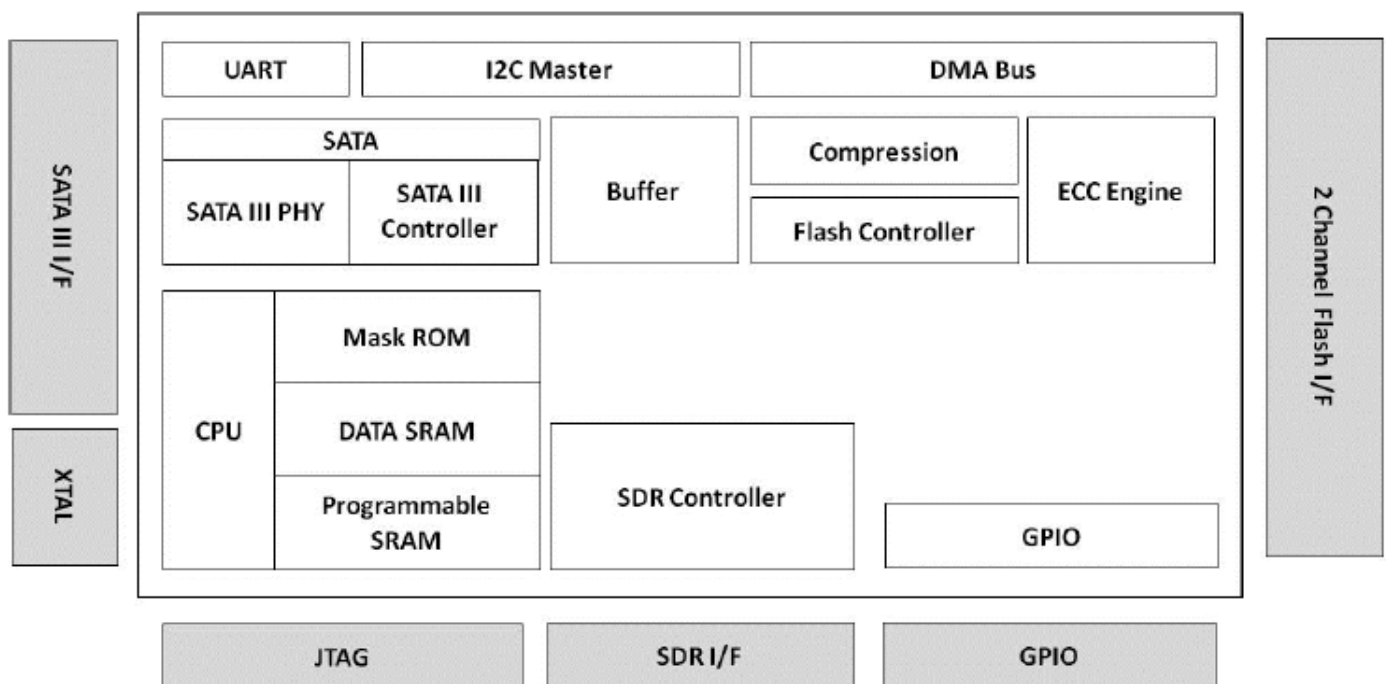 UART
I2C Master
DMA Bus
SATA
SATA III PHY
SATA III
Controller
Buffer
Compression
Flash Controller
ECC Engine
SATA III I/F
XTAL
CPU
Mask ROM
DATA SRAM
Programmable
SRAM
SDR Controller
GPIO
2 Channel Flash I/F
JTAG
SDR I/F
GPIO